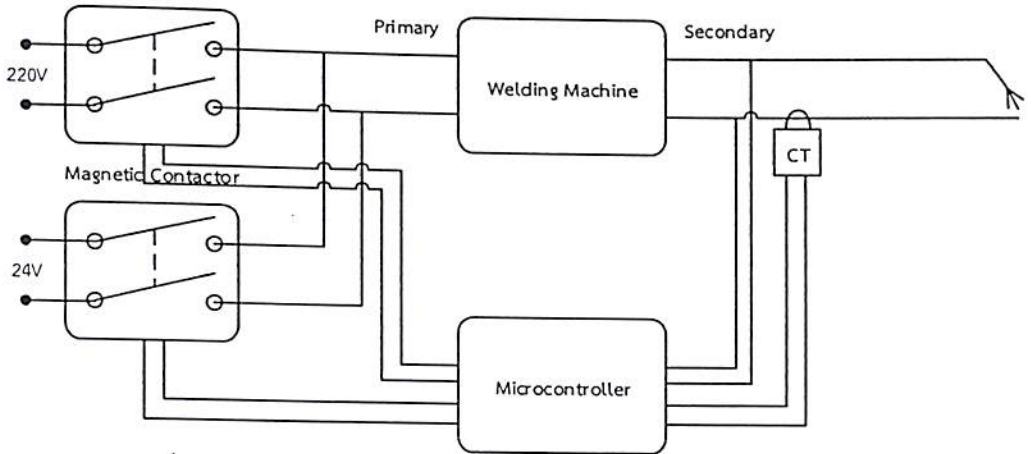 Primary
Secondary
220V
Welding Machine
CT
Magnetic Contactor
24V
Microcontroller